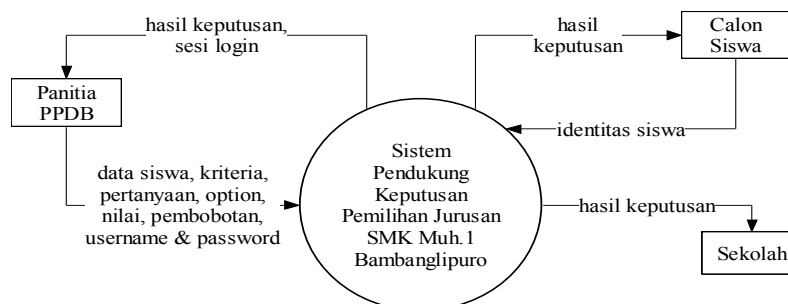 hasil keputusan,
sesi login
hasil
keputusan
Calon
Siswa
Panitia
PPDB
identitas siswa
data siswa, kriteria,
pertanyaan, option,
nilai, pembobotan,
username & password
Sistem
Pendukung
Keputusan
Pemilihan Jurusan
SMK Muh.1
Bambanglipuro
hasil keputusan
Sekolah